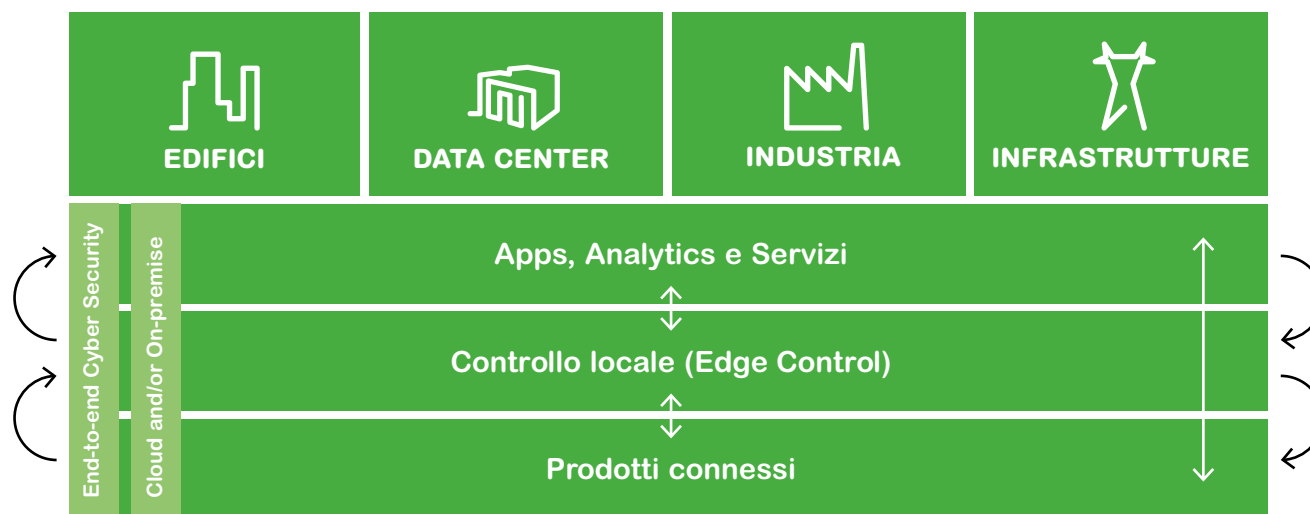 EDIFICI
DATA CENTER
INDUSTRIA
INFRASTRUTTURE
End-to-end Cyber Security
Cloud and/or On-premise
Apps, Analytics e Servizi
Controllo locale (Edge Control)
Prodotti connessi